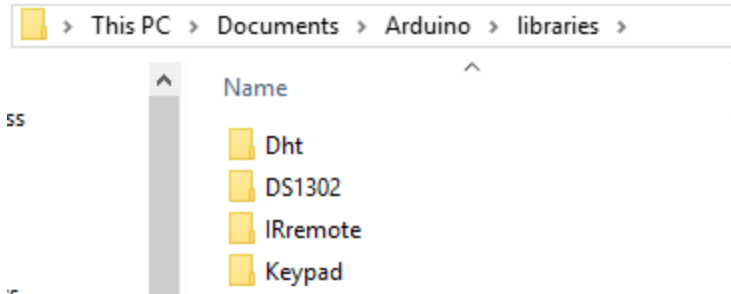 This PC > Documents > Arduino > libraries >
Name
ss
Dht
DS1302
IRremote
Keypad